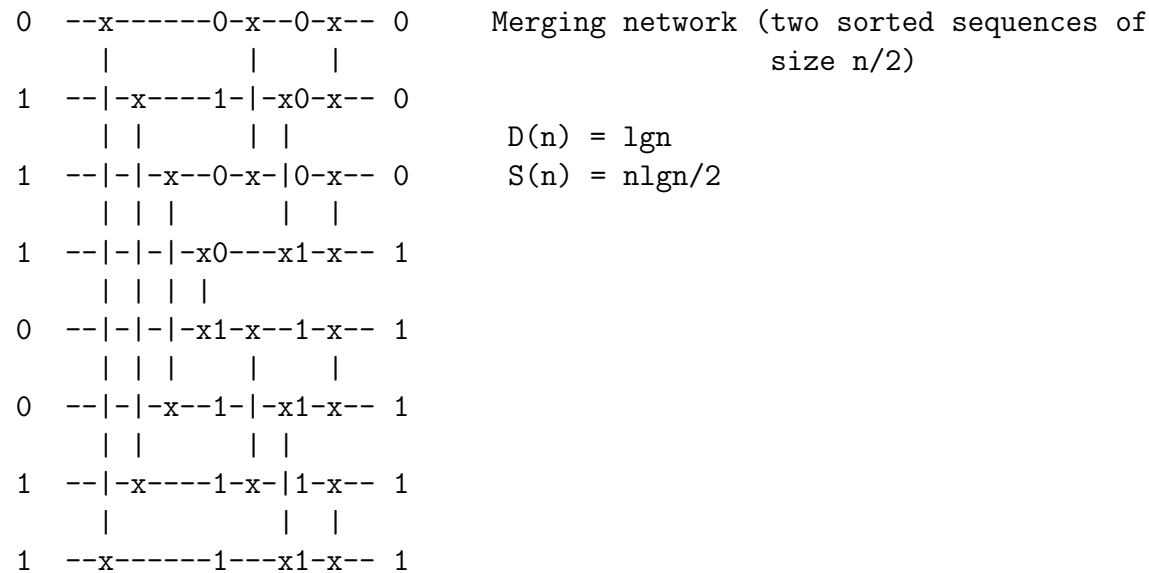 0  --x------0-x--0-x-- 0     Merging network (two sorted sequences of
     |        |    |                           size n/2)
1  --|-x----1-|-x0-x-- 0
     | |      | |             D(n) = lgn
1  --|-|-x--0-x-|0-x-- 0      S(n) = nlgn/2
     | | |      |  |
1  --|-|-|-x0---x1-x-- 1
     | | | |
0  --|-|-|-x1-x--1-x-- 1
     | | |    |    |
0  --|-|-x--1-|-x1-x-- 1
     | |      | |
1  --|-x----1-x-|1-x-- 1
     |          |  |
1  --x------1---x1-x-- 1